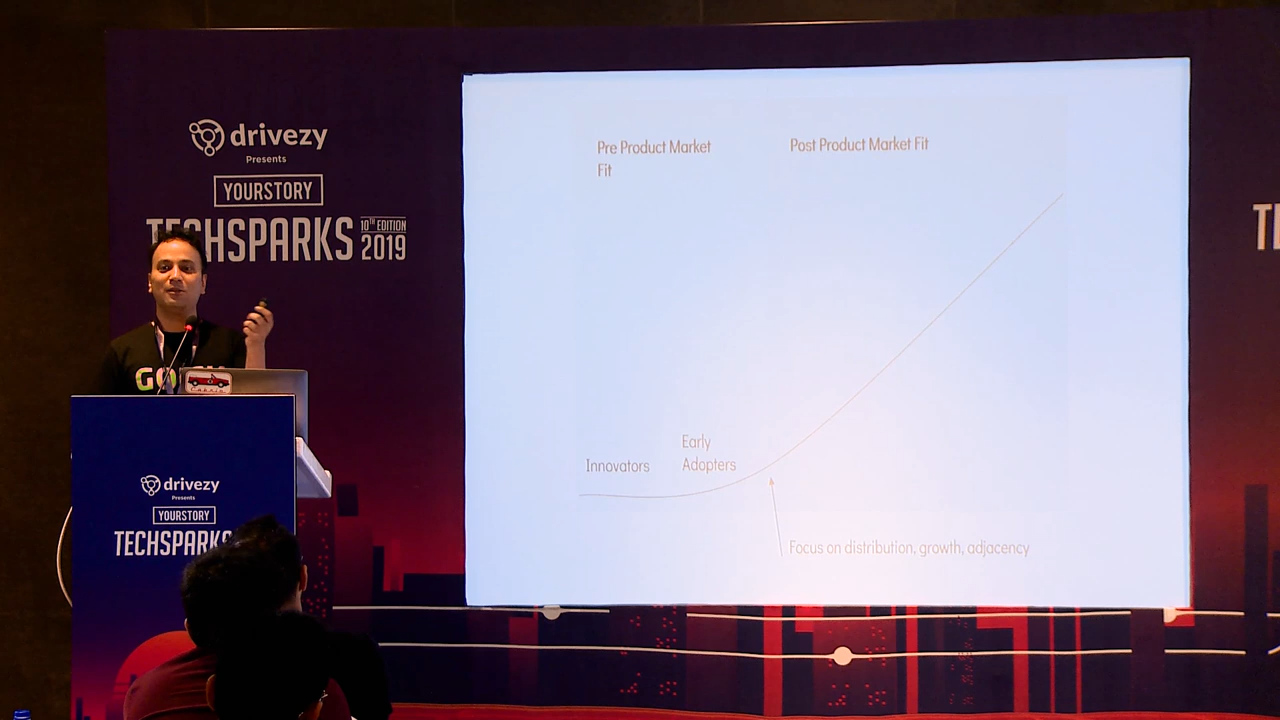 drivezy
Presents
YOURSTORY
TECHSPARKS
10TH EDITION
2019
Pre Product Market
Fit
Post Product Market Fit
Early
Innovators
Adopters
Focus on distribution, growth, adjacency
GO
drivezy
Presents
YOURSTORY
TECHSPARKS